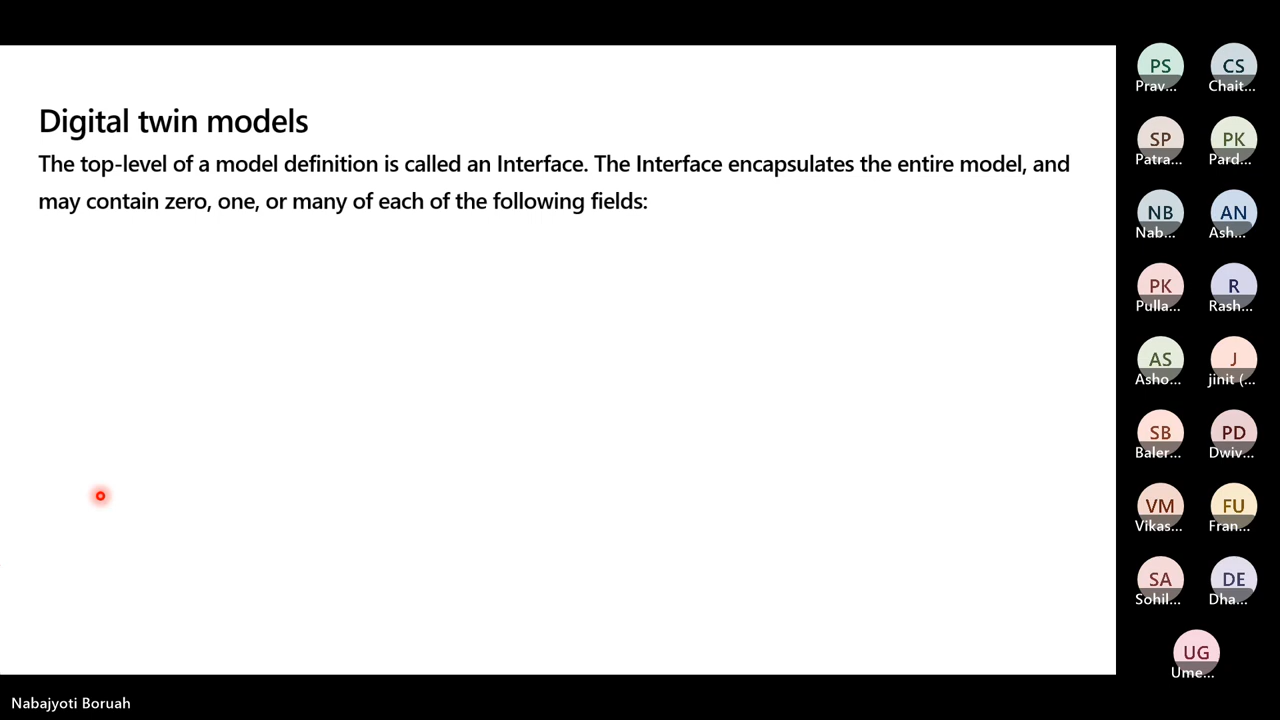 Digital twin models
The top-level of a model definition is called an Interface. The Interface encapsulates the entire model, and
may contain zero, one, or many of each of the following fields:
PS
Prav...
CS
Chait...
SP
Patra...
PK
Pard...
NB
Nab...
AN
Ash...
PK
Pulla...
R
Rash...
AS
Asho...
J
jinit (...
SB
Baler...
PD
Dwiv...
VM
Vikas...
FU
Fran...
SA
Sohil...
DE
Dha...
UG
Ume...
Nabajyoti Boruah